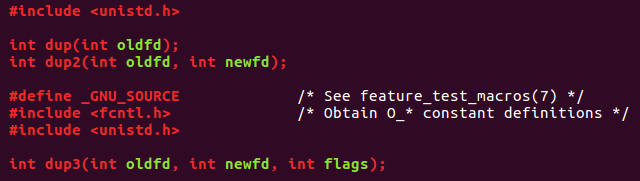 #include <unistd.h>
int dup(int oldfd);
int dup2(int oldfd, int newfd);
#define _GNU_SOURCE /* See feature_test_macros(7) */
#include <fcntl.h> /* Obtain O_* constant definitions */
#include <unistd.h>
int dup3(int oldfd, int newfd, int flags);